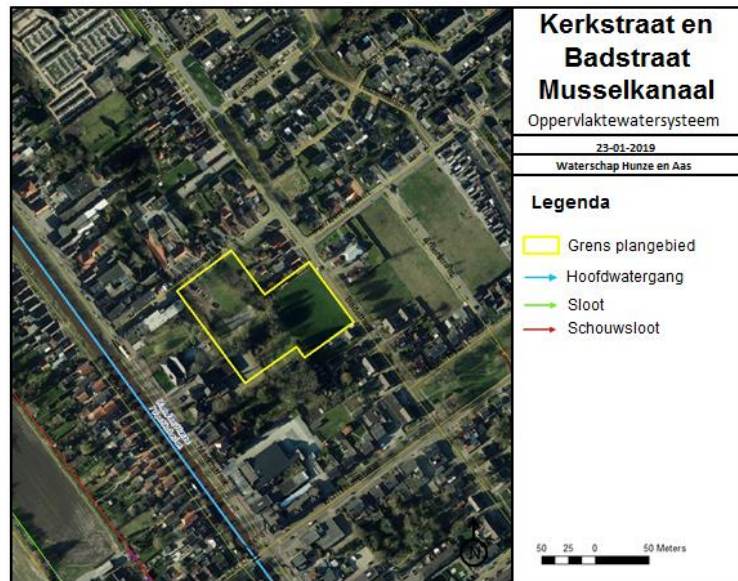 Kerkstraat en
Badstraat
Musselkanaal
Oppervlaktewatersysteem
23-01-2019
Waterschap Hunze en Aas
Legenda
Grens plangebied
Hoofdwatergang
Sloot
Schouwsloot
N
50 25 0 50 Meters